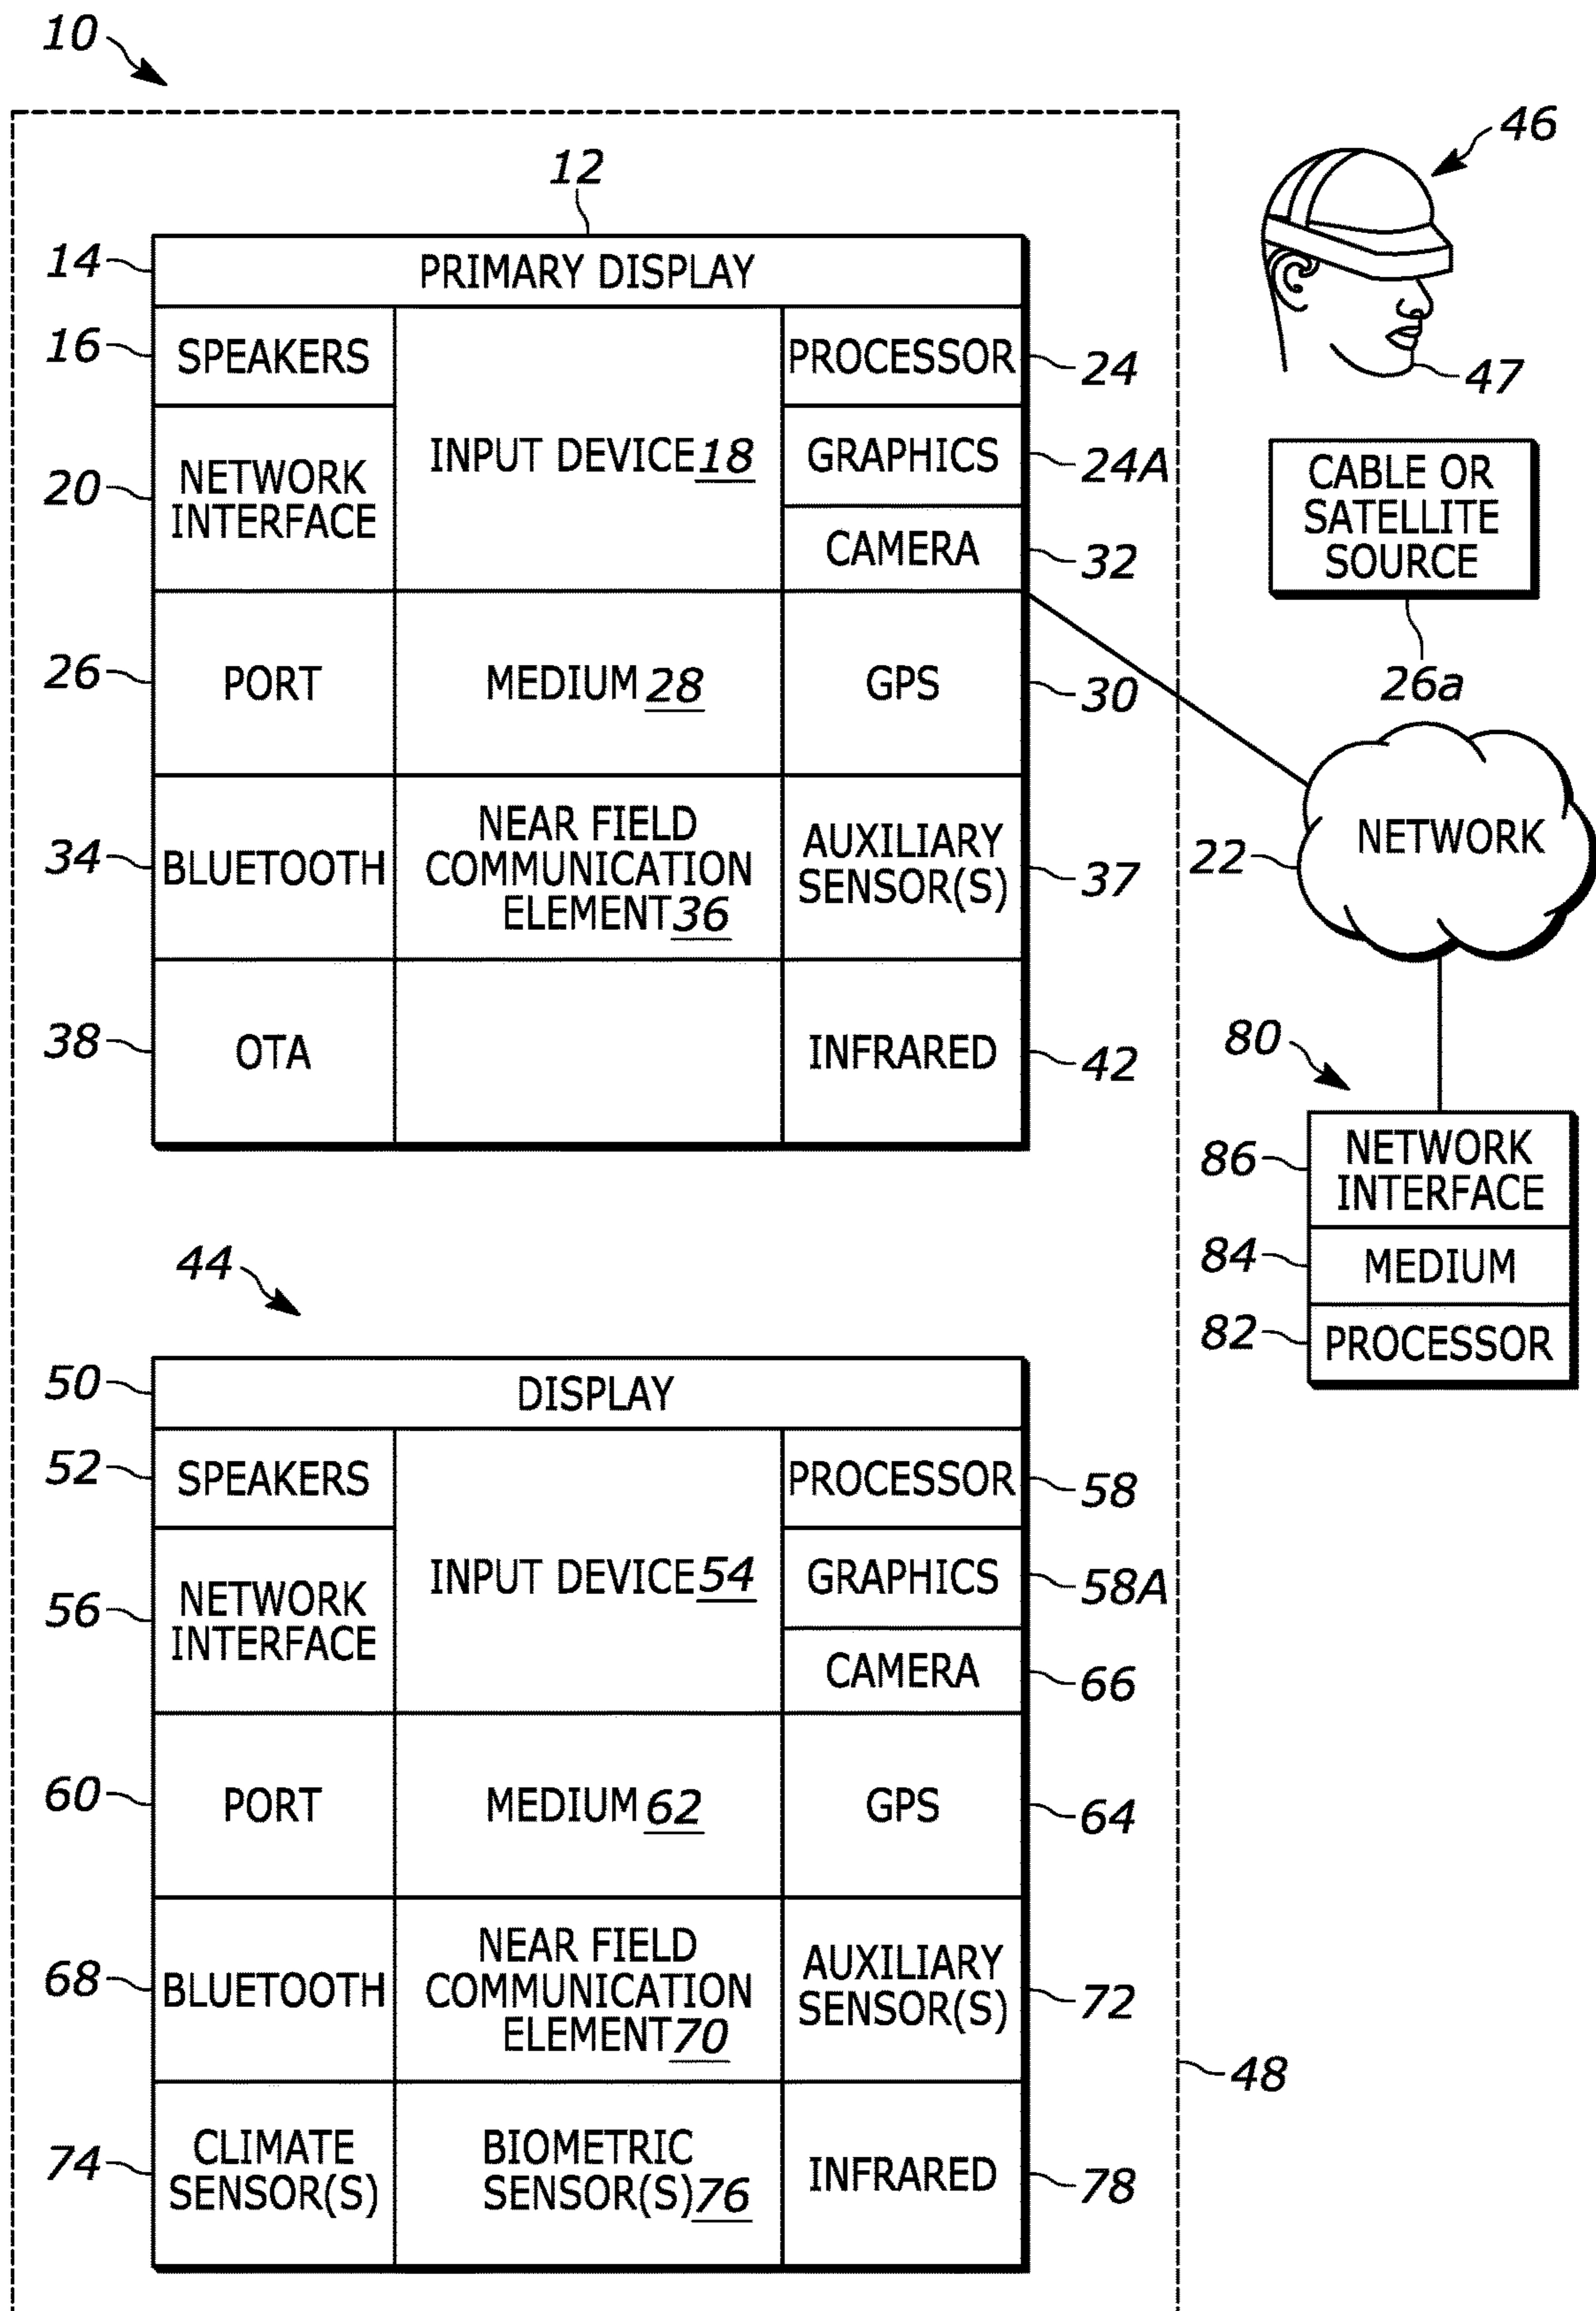 10
46
12
14
PRIMARY DISPLAY
16
SPEAKERS
PROCESSOR
24
47
INPUT DEVICE 18
GRAPHICS
24A
20
NETWORK
INTERFACE
CAMERA
32
CABLE OR
SATELLITE
SOURCE
26a
26
PORT
MEDIUM 28
GPS
30
34
BLUETOOTH
NEAR FIELD
COMMUNICATION
ELEMENT 36
AUXILIARY
SENSOR(S)
37
22
NETWORK
38
OTA
INFRARED
42
80
86
NETWORK
INTERFACE
84
MEDIUM
82
PROCESSOR
44
50
DISPLAY
52
SPEAKERS
PROCESSOR
58
INPUT DEVICE 54
GRAPHICS
58A
56
NETWORK
INTERFACE
CAMERA
66
60
PORT
MEDIUM 62
GPS
64
68
BLUETOOTH
NEAR FIELD
COMMUNICATION
ELEMENT 70
AUXILIARY
SENSOR(S)
72
48
74
CLIMATE
SENSOR(S)
BIOMETRIC
SENSOR(S) 76
INFRARED
78